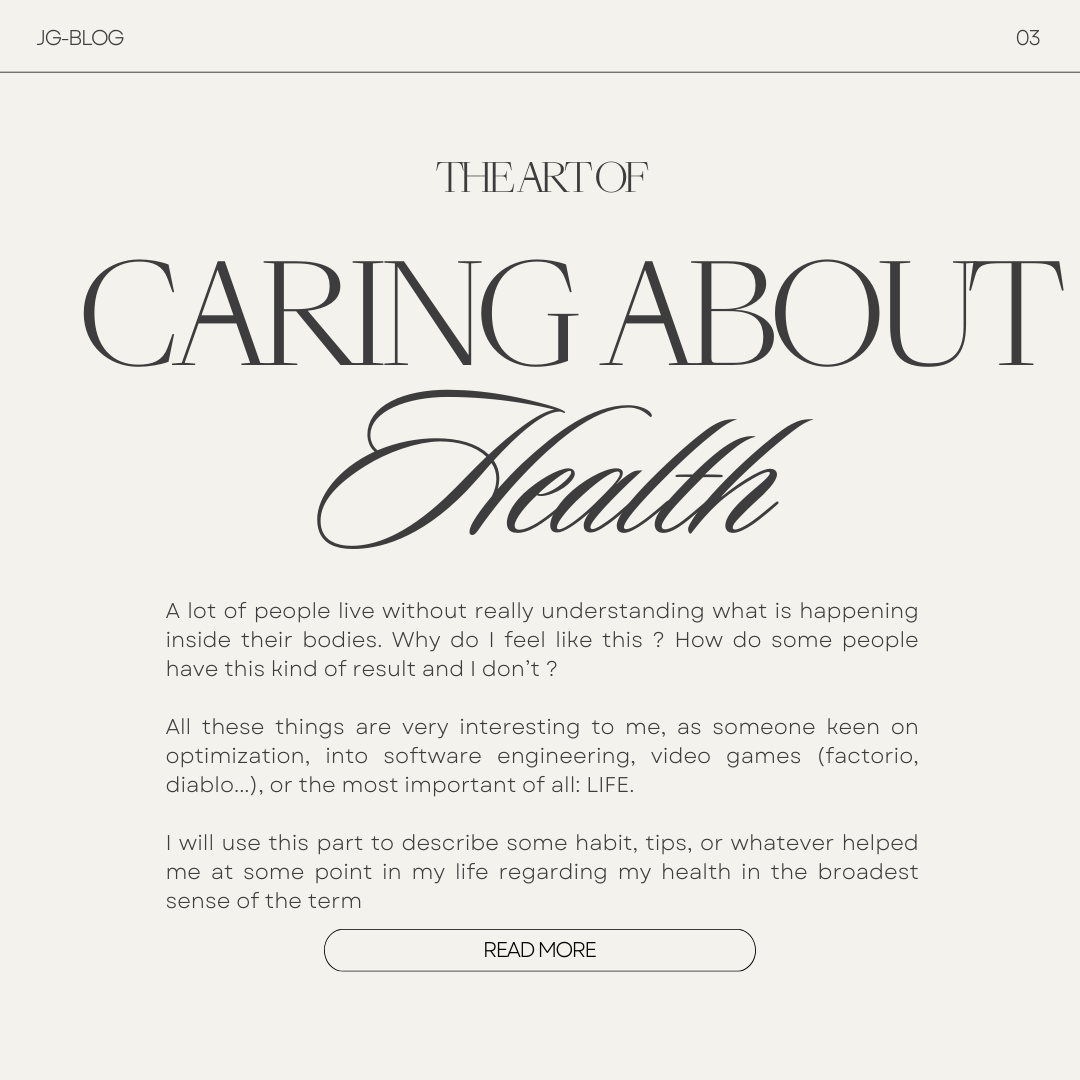 JG-BLOG
03
THE ART OF
CARING ABOUT
Health
A lot of people live without really understanding what is happening
inside their bodies. Why do I feel like this ? How do some people
have this kind of result and I don’t ?
All these things are very interesting to me, as someone keen on
optimization, into software engineering, video games (factorio,
diablo...), or the most important of all: LIFE.
I will use this part to describe some habit, tips, or whatever helped
me at some point in my life regarding my health in the broadest
sense of the term
READ MORE